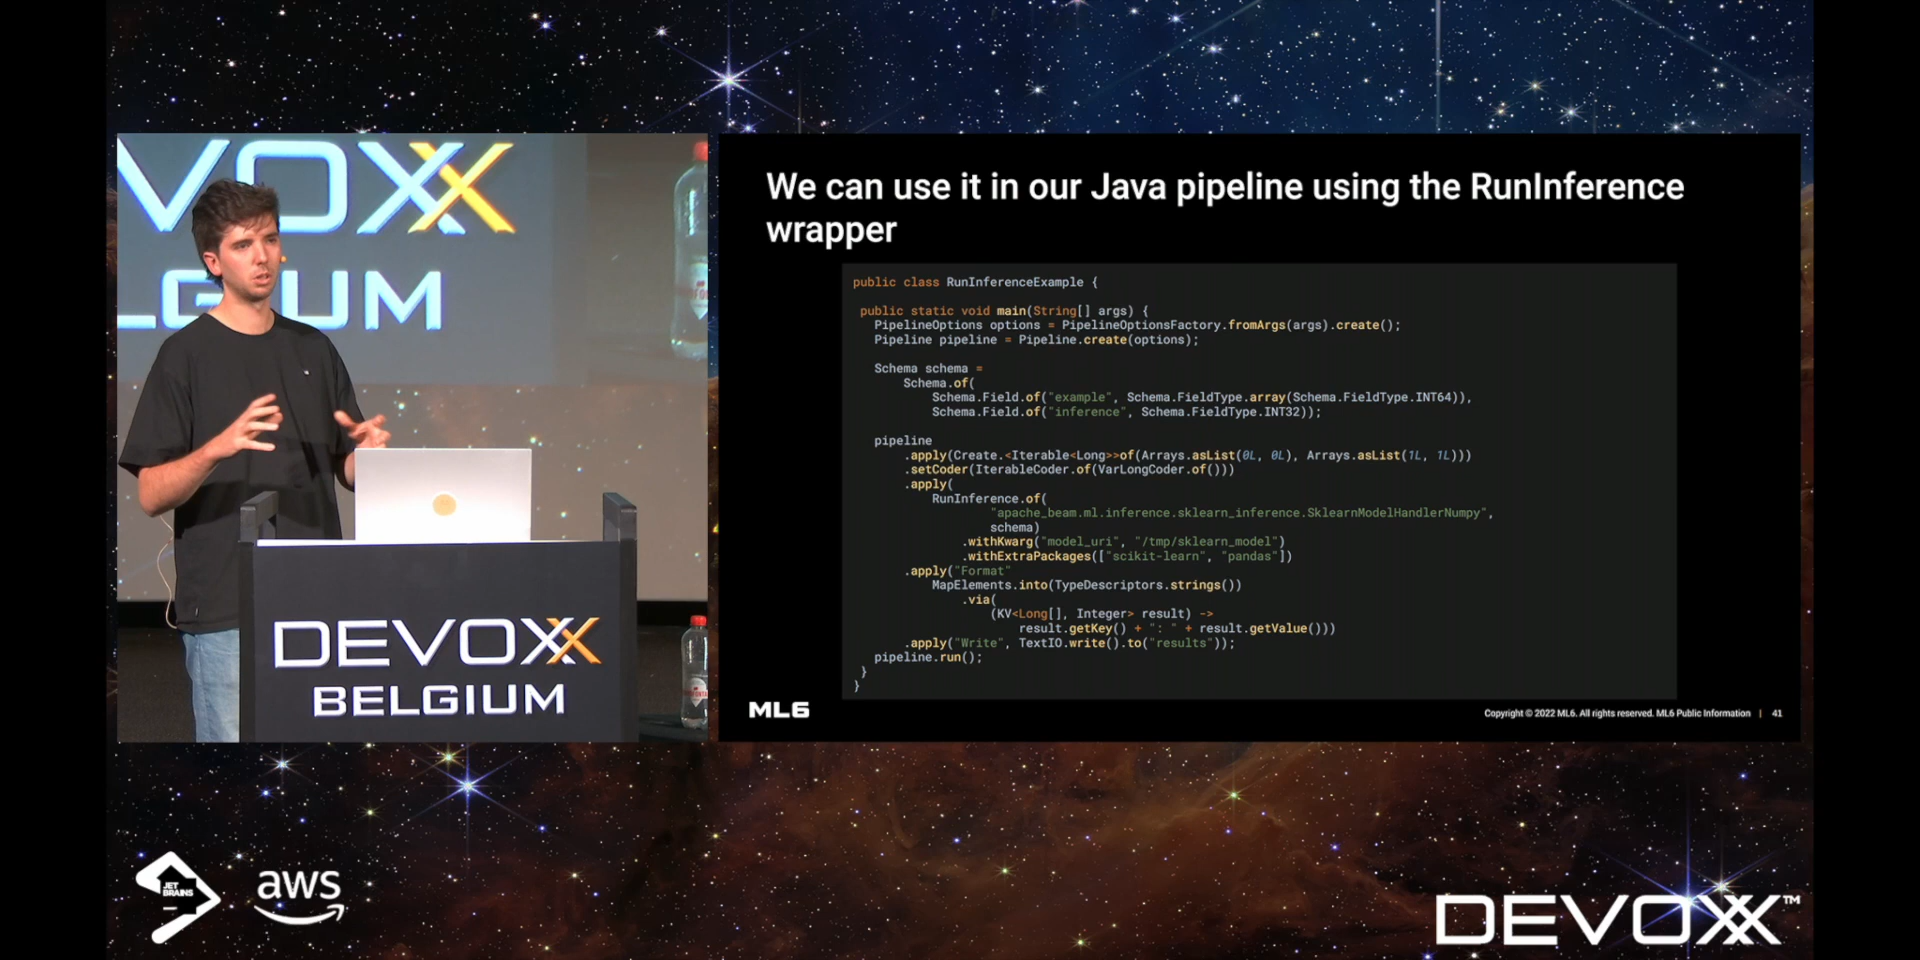 VOXX
LGIUM
DEVOXX
BELGIUM
We can use it in our Java pipeline using the RunInference
wrapper
public class RunInferenceExample {
public static void main(String[] args) {
PipelineOptions options = PipelineOptionsFactory.fromArgs(args).create();
Pipeline pipeline = Pipeline.create(options);
Schema schema =
Schema.of(
Schema.Field.of("example", Schema.FieldType.array(Schema.FieldType.INT64)),
Schema.Field.of("inference", Schema.FieldType.INT32));
pipeline
.apply(Create.<Iterable<Long>>of(Arrays.asList(0L, 0L), Arrays.asList(1L, 1L)))
.setCoder(IterableCoder.of(VarLongCoder.of()))
.apply(
RunInference.of(
"apache_beam.ml.inference.sklearn_inference.SklearnModelHandlerNumpy",
schema)
.withKwarg("model_uri", "/tmp/sklearn_model")
.withExtraPackages(["scikit-learn", "pandas"])
.apply("Format"
MapElements.into(TypeDescriptors.strings())
.via(
(KV<Long[], Integer> result) ->
result.getKey() + ": " + result.getValue()))
.apply("Write", TextIO.write().to("results"));
pipeline.run();
}
}
ML6
Copyright © 2022 ML6. All rights reserved. ML6 Public Information | 41
JET
BRAINS
aws
DEVOXX™